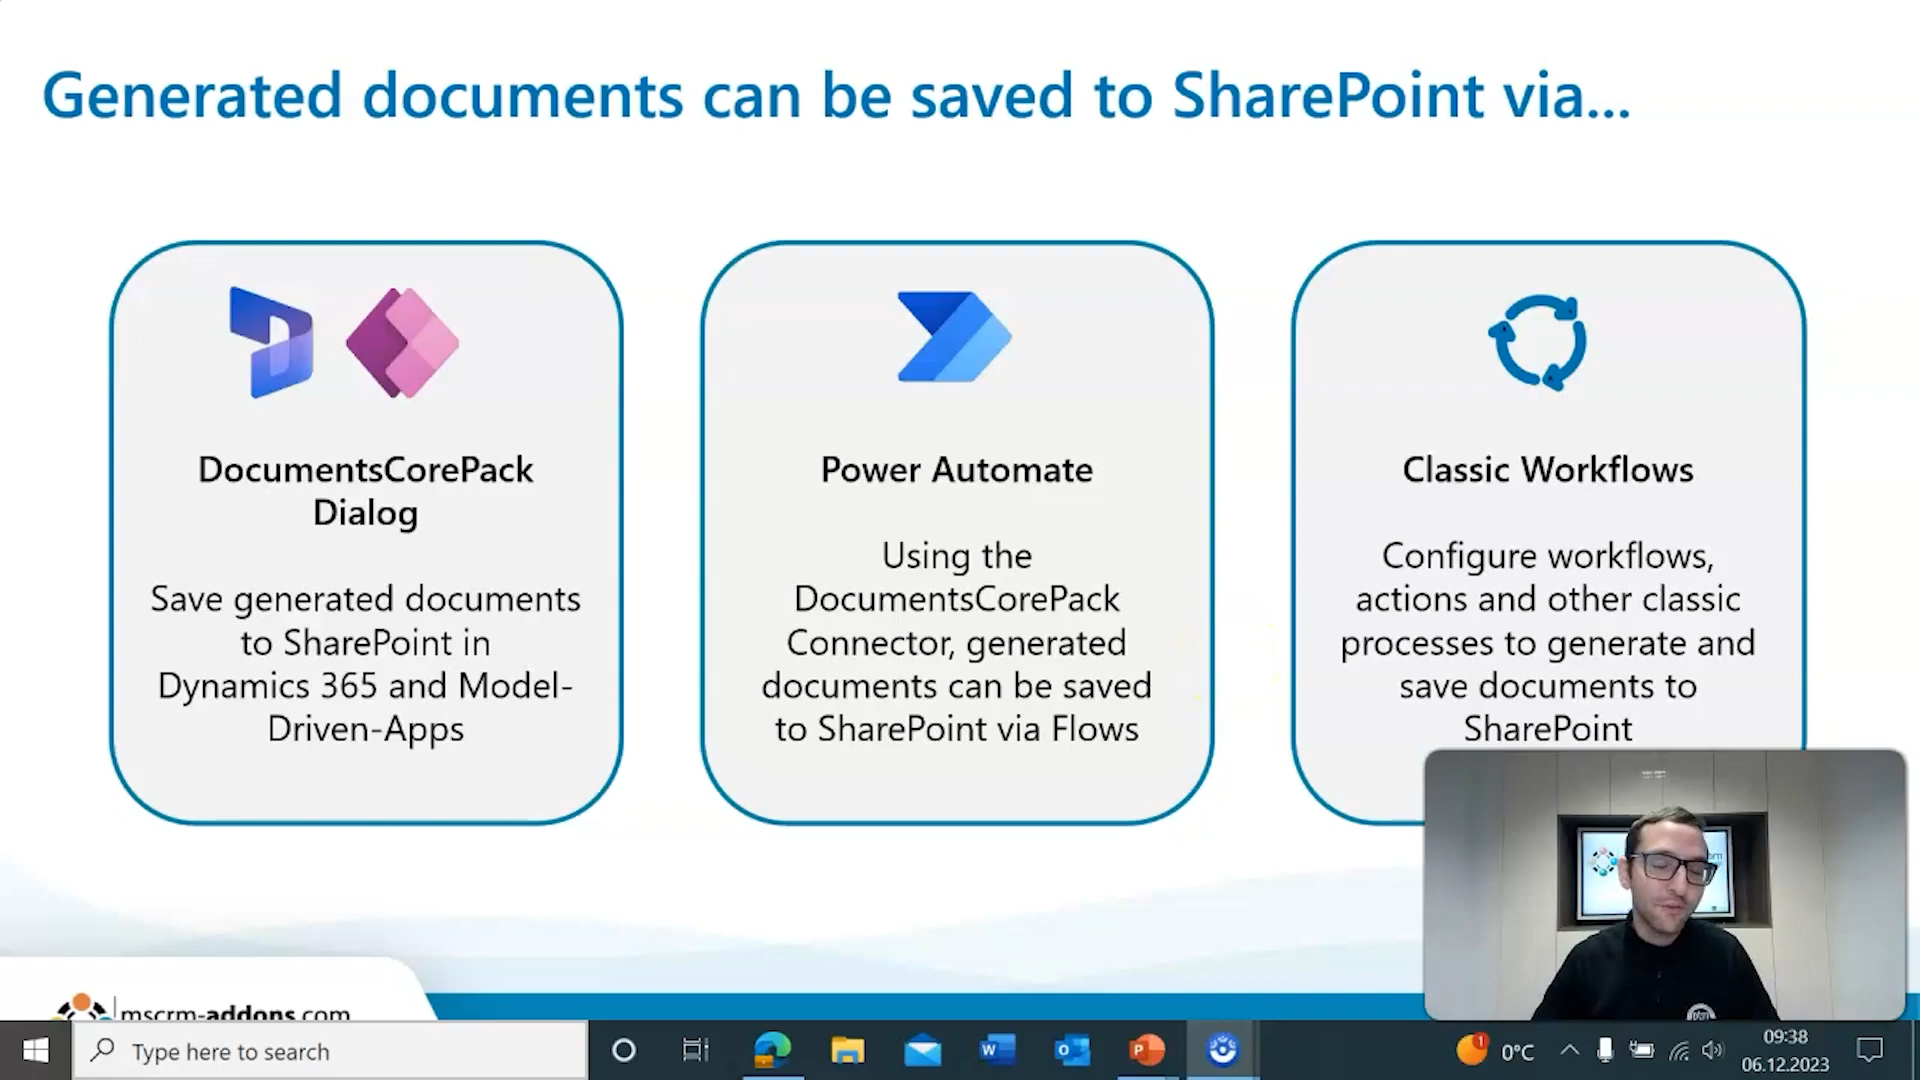 Generated documents can be saved to SharePoint via...
DocumentsCorePack
Dialog
Save generated documents
to SharePoint in
Dynamics 365 and Model-
Driven-Apps
Power Automate
Using the
DocumentsCorePack
Connector, generated
documents can be saved
to SharePoint via Flows
Classic Workflows
Configure workflows,
actions and other classic
processes to generate and
save documents to
SharePoint
mscrm-addons.com
Type here to search
W
O
P
1
0°C
09:38
06.12.2023